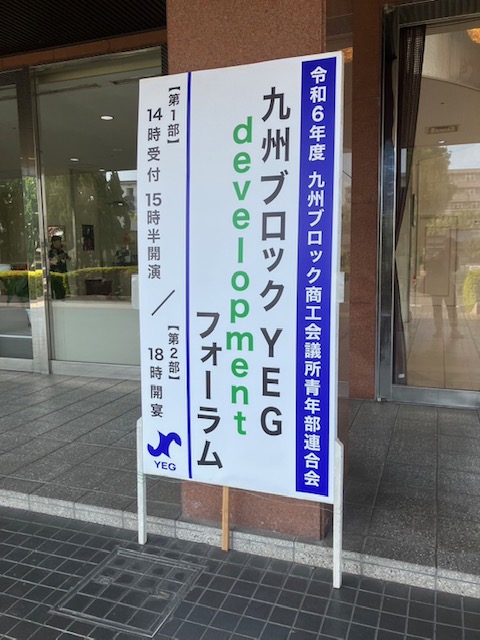 令和6年度 九州ブロック商工会議所青年部連合会
九州ブロック YEG
development
フォーラム
【第1部】
14時受付 15時半開演 /
【第2部】
18時開宴
YEG